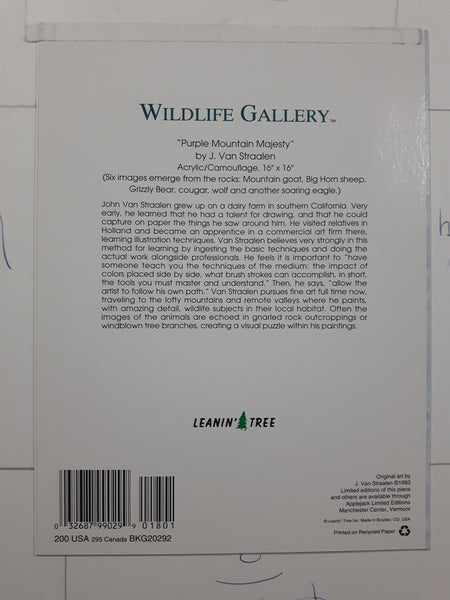 WILDLIFE GALLERY™
"Purple Mountain Majesty"
by J. Van Straalen
Acrylic/Camouflage, 16" x 16"
(Six images emerge from the rocks: Mountain goat, Big Horn sheep,
Grizzly Bear, cougar, wolf and another soaring eagle.)
John Van Straalen grew up on a dairy farm in southern California. Very
early, he learned that he had a talent for drawing, and that he could
capture on paper the things he saw around him. He visited relatives in
Holland and became an apprentice in a commercial art firm there,
learning illustration techniques. Van Straalen believes very strongly in this
method for learning by ingesting the basic techniques and doing the
actual work alongside professionals. He feels it is important to "have
someone teach you the techniques of the medium: the impact of
colors placed side by side, what brush strokes can accomplish, in short,
the tools you must master and understand." Then, he says, "allow the
artist to follow his own path." Van Straalen pursues fine art full time now,
traveling to the lofty mountains and remote valleys where he paints,
with amazing detail, wildlife subjects in their local habitat. Often the
images of the animals are echoed in gnarled rock outcroppings or
windblown tree branches, creating a visual puzzle within his paintings.
LEANIN' TREE
0 32687 99029 9 01801
200 USA 295 Canada BKG20292
Original art by
J. Van Straalen ©1993
Limited editions of this piece
and others are available through
Applejack Limited Editions
Manchester Center, Vermont
© Leanin' Tree Inc. Made in Boulder, CO, USA
Printed on Recycled Paper